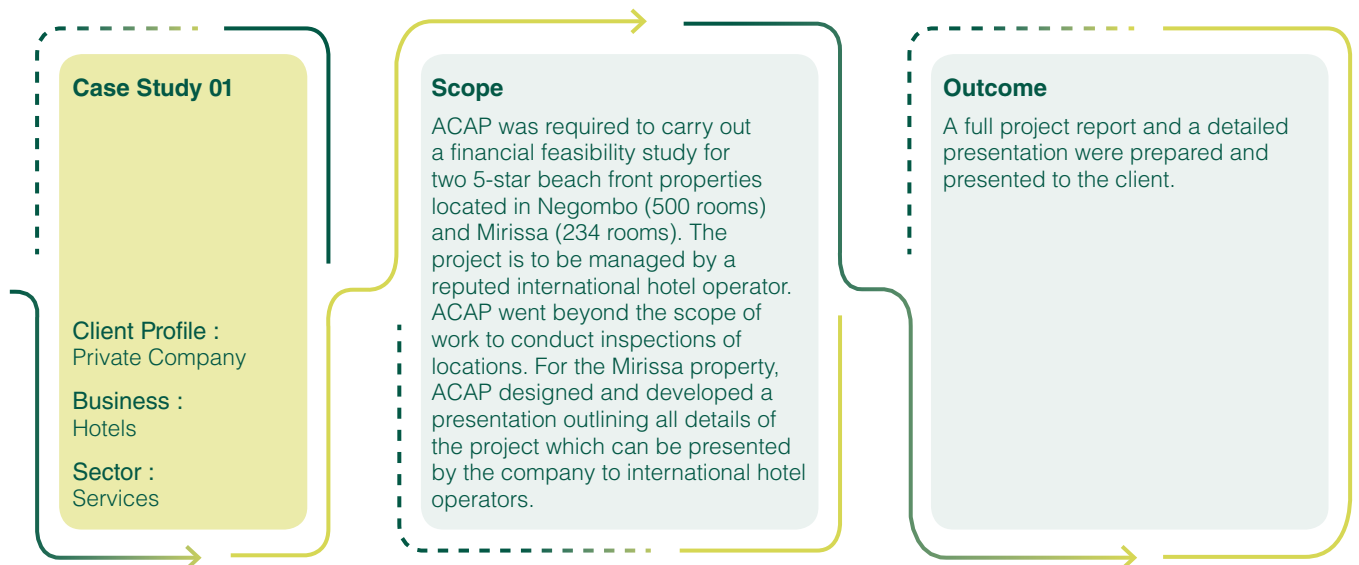 Case Study 01
Client Profile :
Private Company
Business :
Hotels
Sector :
Services
Scope
ACAP was required to carry out
a financial feasibility study for
two 5-star beach front properties
located in Negombo (500 rooms)
and Mirissa (234 rooms). The
project is to be managed by a
reputed international hotel operator.
ACAP went beyond the scope of
work to conduct inspections of
locations. For the Mirissa property,
ACAP designed and developed a
presentation outlining all details of
the project which can be presented
by the company to international hotel
operators.
Outcome
A full project report and a detailed
presentation were prepared and
presented to the client.